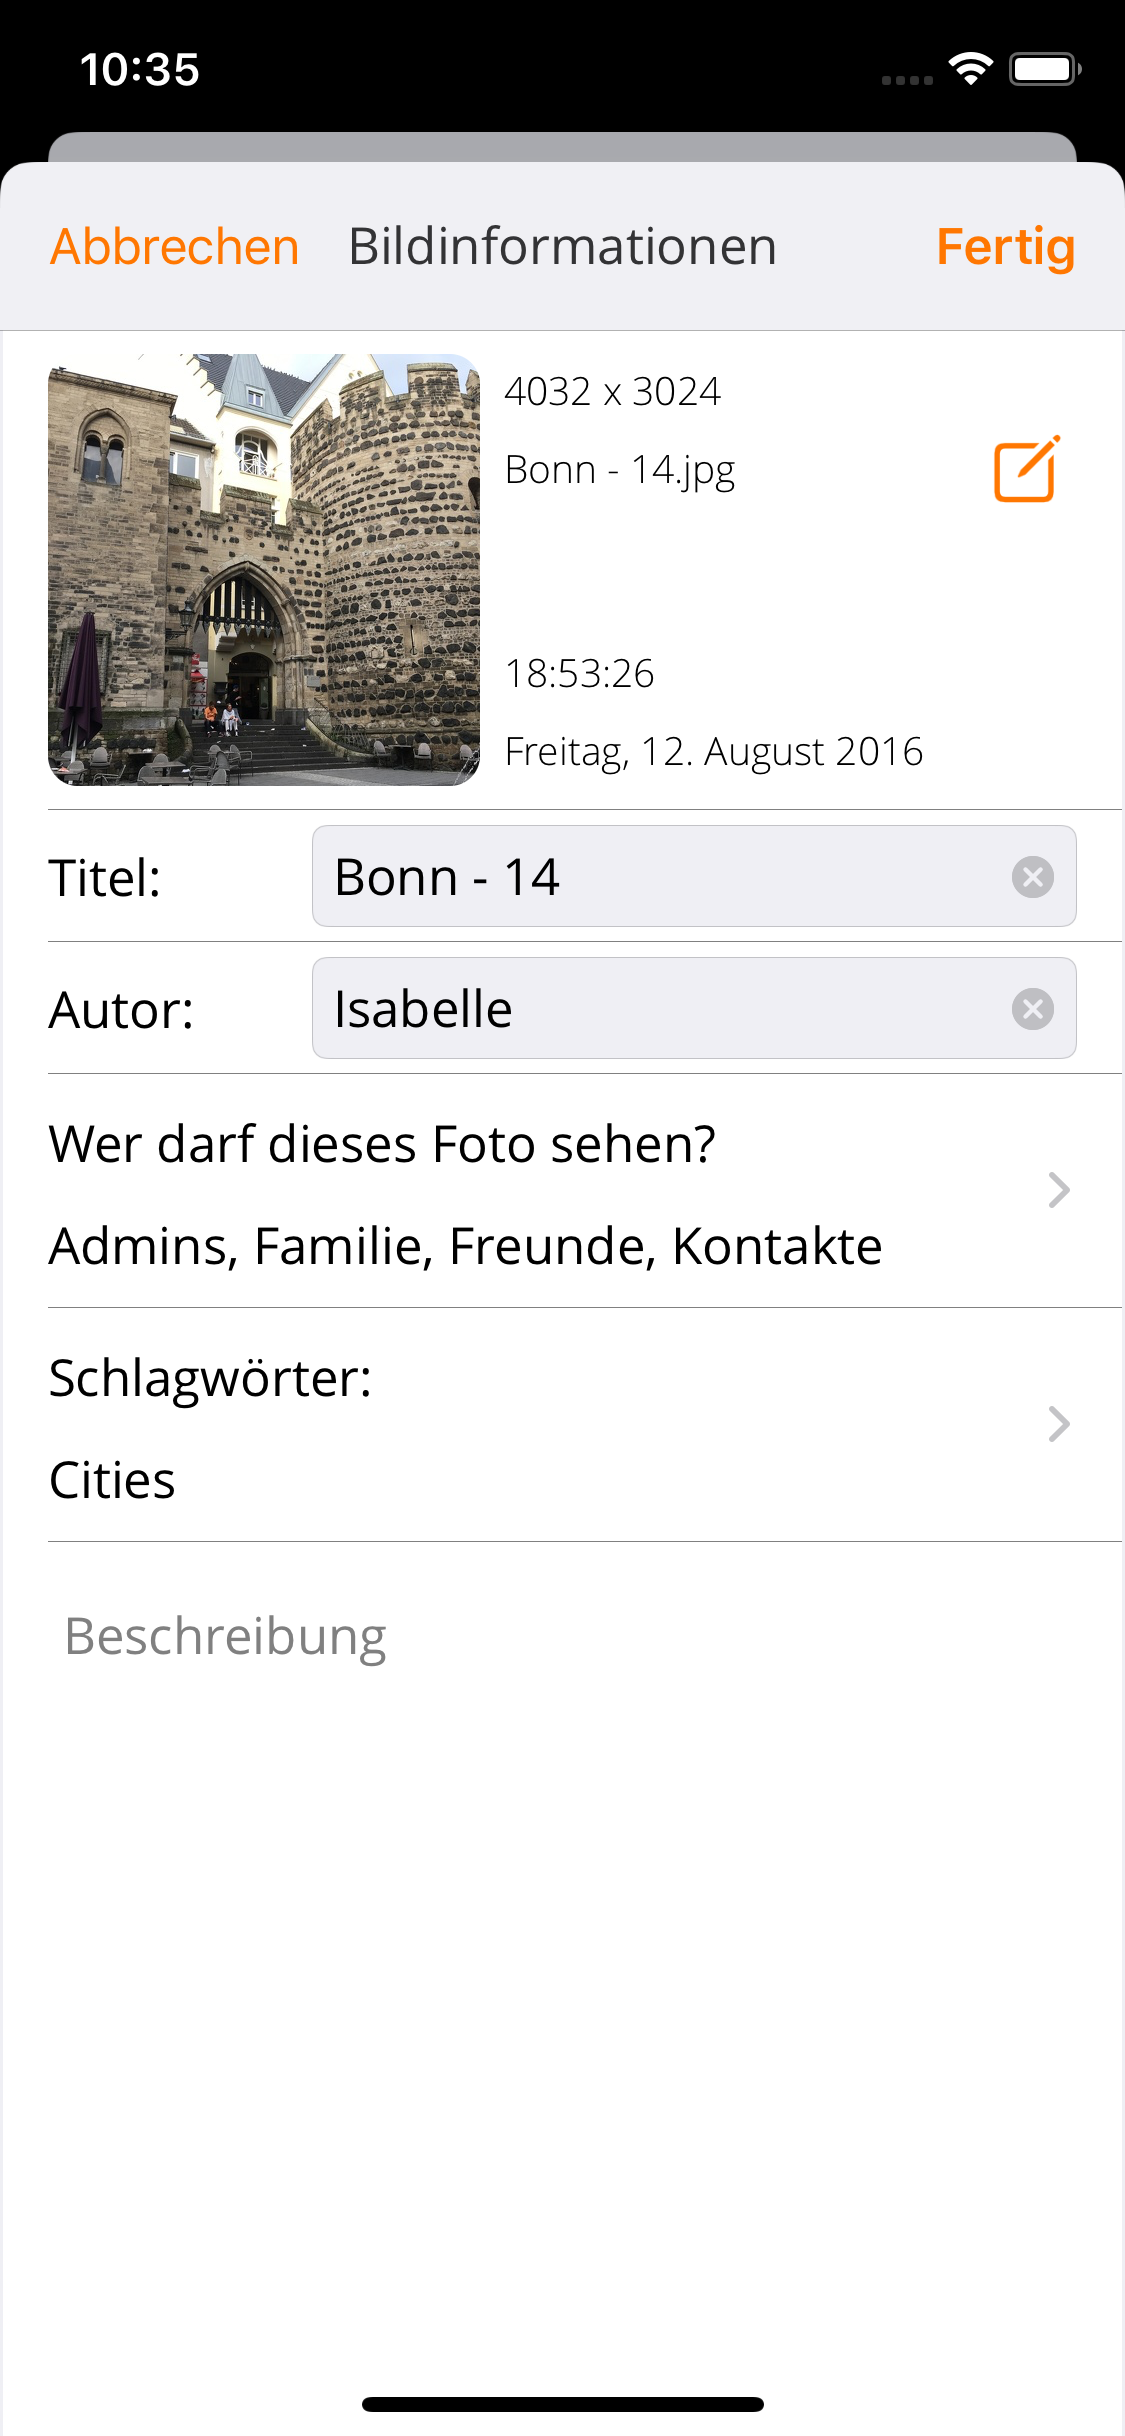 10:35
Abbrechen Bildinformationen Fertig
4032 x 3024
Bonn - 14.jpg
18:53:26
Freitag, 12. August 2016
Titel: Bonn - 14
Autor: Isabelle
Wer darf dieses Foto sehen?
Admins, Familie, Freunde, Kontakte
Schlagwörter:
Cities
Beschreibung